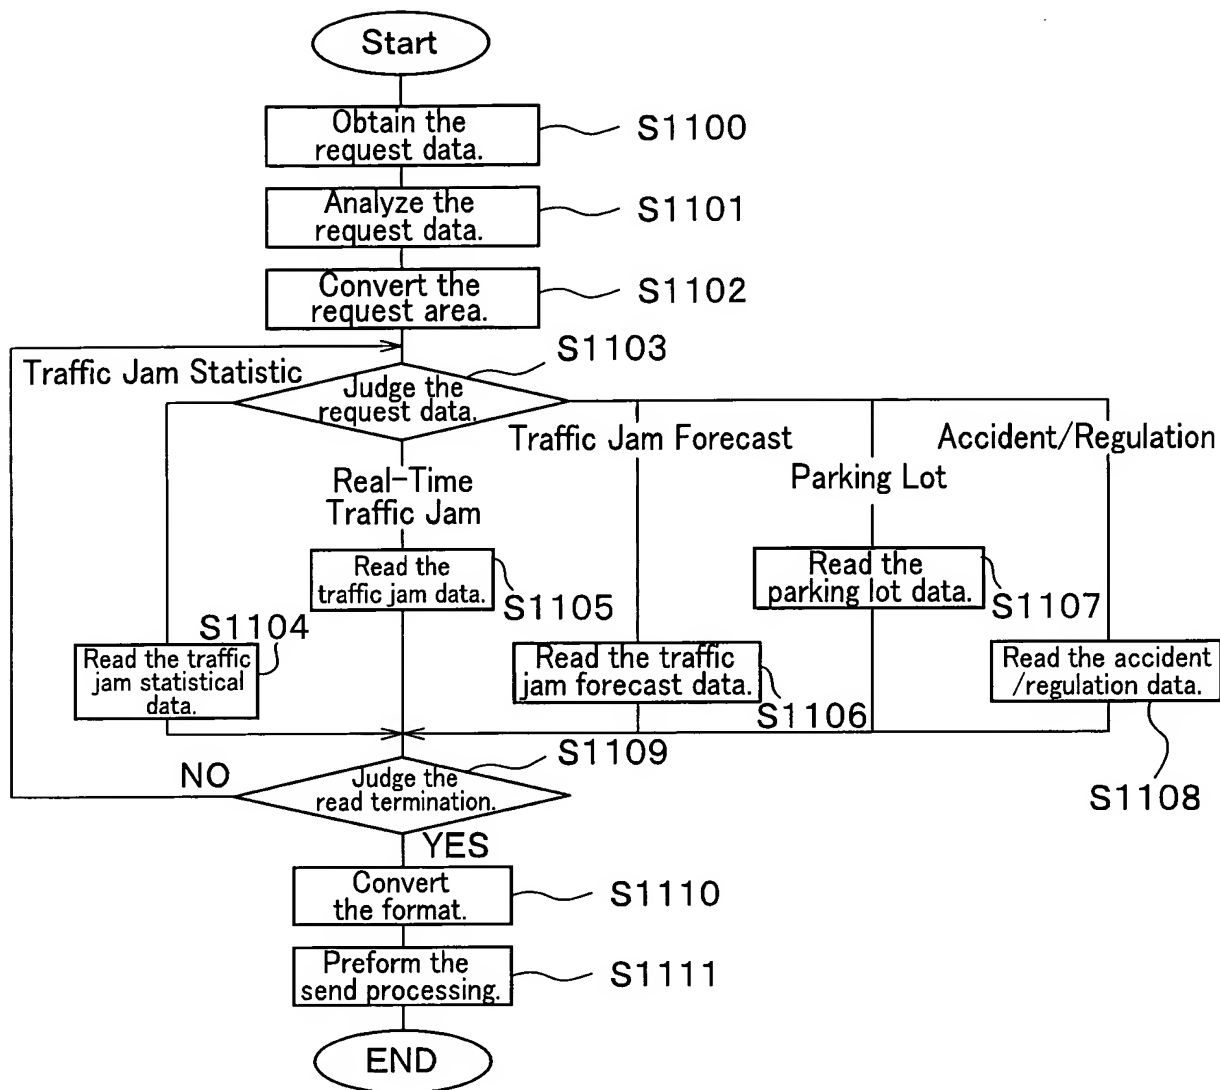 Start
Obtain the
request data.
S1100
Analyze the
request data.
S1101
Convert the
request area.
S1102
S1103
Traffic Jam Statistic
Judge the
request data.
Traffic Jam Forecast
Accident/Regulation
Real-Time
Traffic Jam
Parking Lot
Read the
traffic jam data.
S1105
Read the
parking lot data.
S1107
S1104
Read the traffic
jam statistical
data.
Read the traffic
jam forecast data.
S1106
Read the accident
/regulation data.
S1108
S1109
NO
Judge the
read termination.
YES
Convert
the format.
S1110
Preform the
send processing.
S1111
END